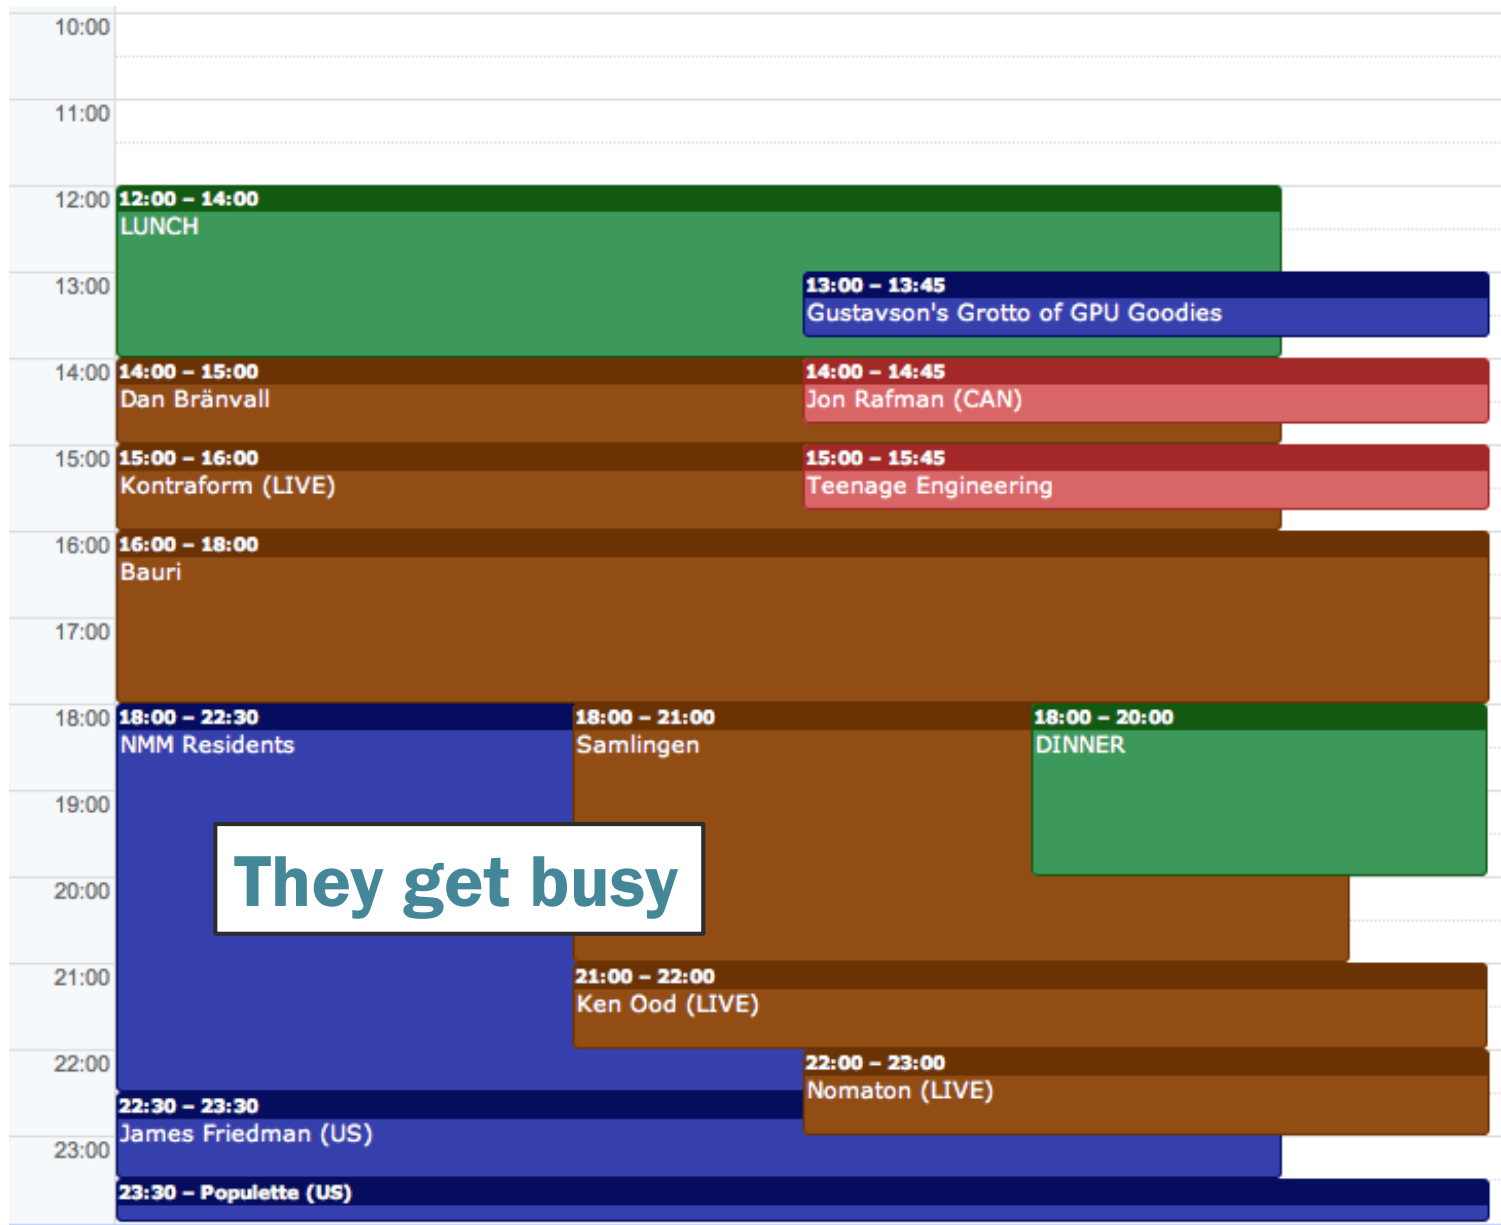 10:00
11:00
12:00
12:00 – 14:00
LUNCH
13:00
13:00 – 13:45
Gustavson's Grotto of GPU Goodies
14:00
14:00 – 15:00
Dan Bränvall
14:00 – 14:45
Jon Rafman (CAN)
15:00
15:00 – 16:00
Kontraform (LIVE)
15:00 – 15:45
Teenage Engineering
16:00
16:00 – 18:00
Bauri
17:00
18:00
18:00 – 22:30
NMM Residents
18:00 – 21:00
Samlingen
18:00 – 20:00
DINNER
19:00
They get busy
20:00
21:00
21:00 – 22:00
Ken Ood (LIVE)
22:00
22:00 – 23:00
Nomaton (LIVE)
22:30 – 23:30
James Friedman (US)
23:00
23:30 – Populette (US)